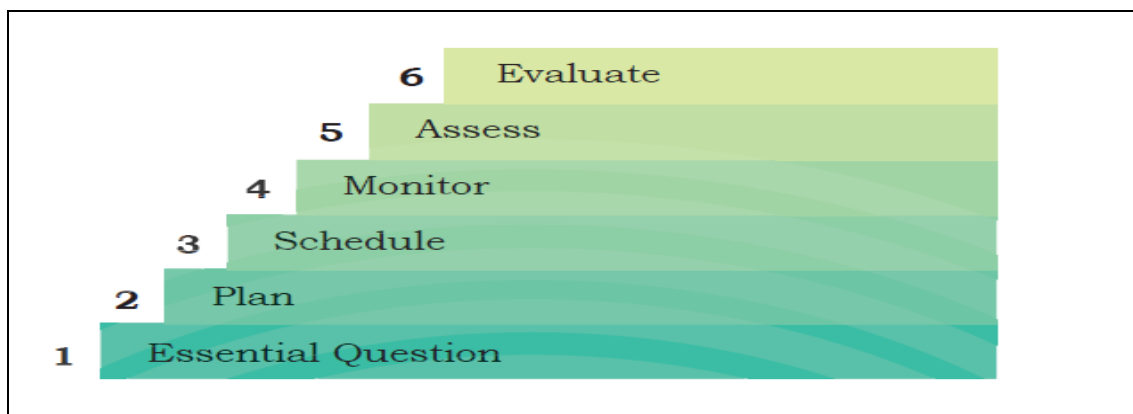 6 Evaluate
5 Assess
4 Monitor
3 Schedule
2 Plan
1 Essential Question